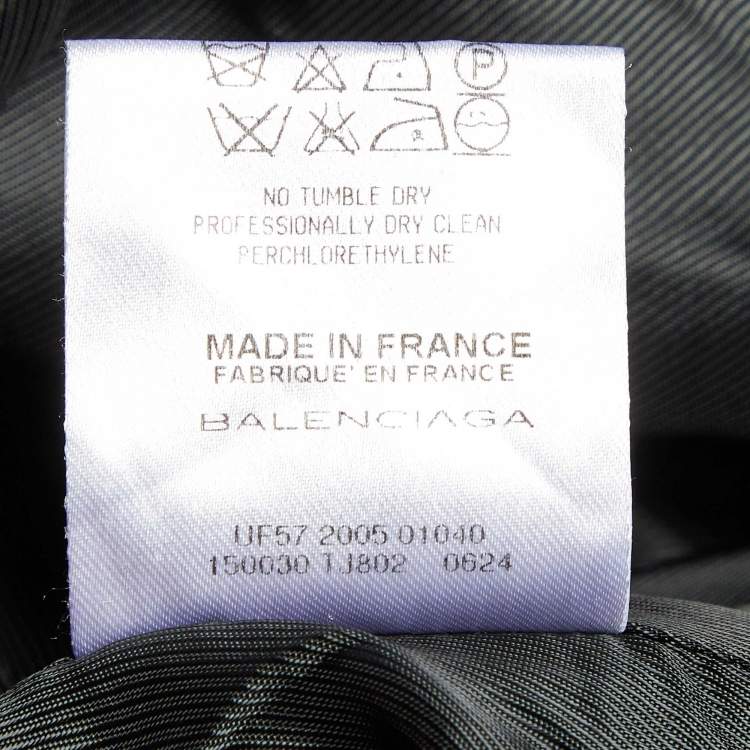 P
NO TUMBLE DRY
PROFESSIONALLY DRY CLEAN
PERCHLORETHYLENE
MADE IN FRANCE
FABRIQUE' EN FRANCE
BALENCIAGA
UF57 2005 01040
150030 TJ802 0624